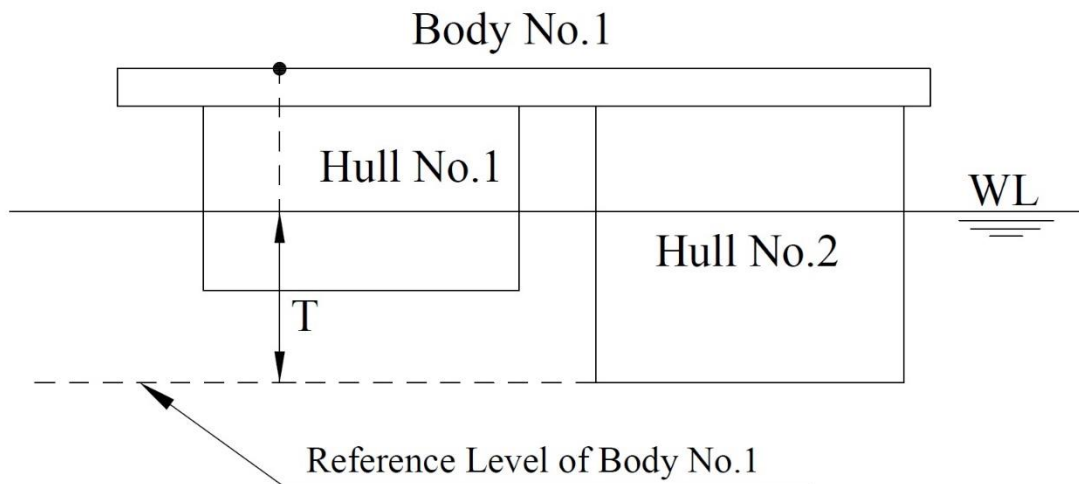 Body No.1
Hull No.1
WL
Hull No.2
T
Reference Level of Body No.1